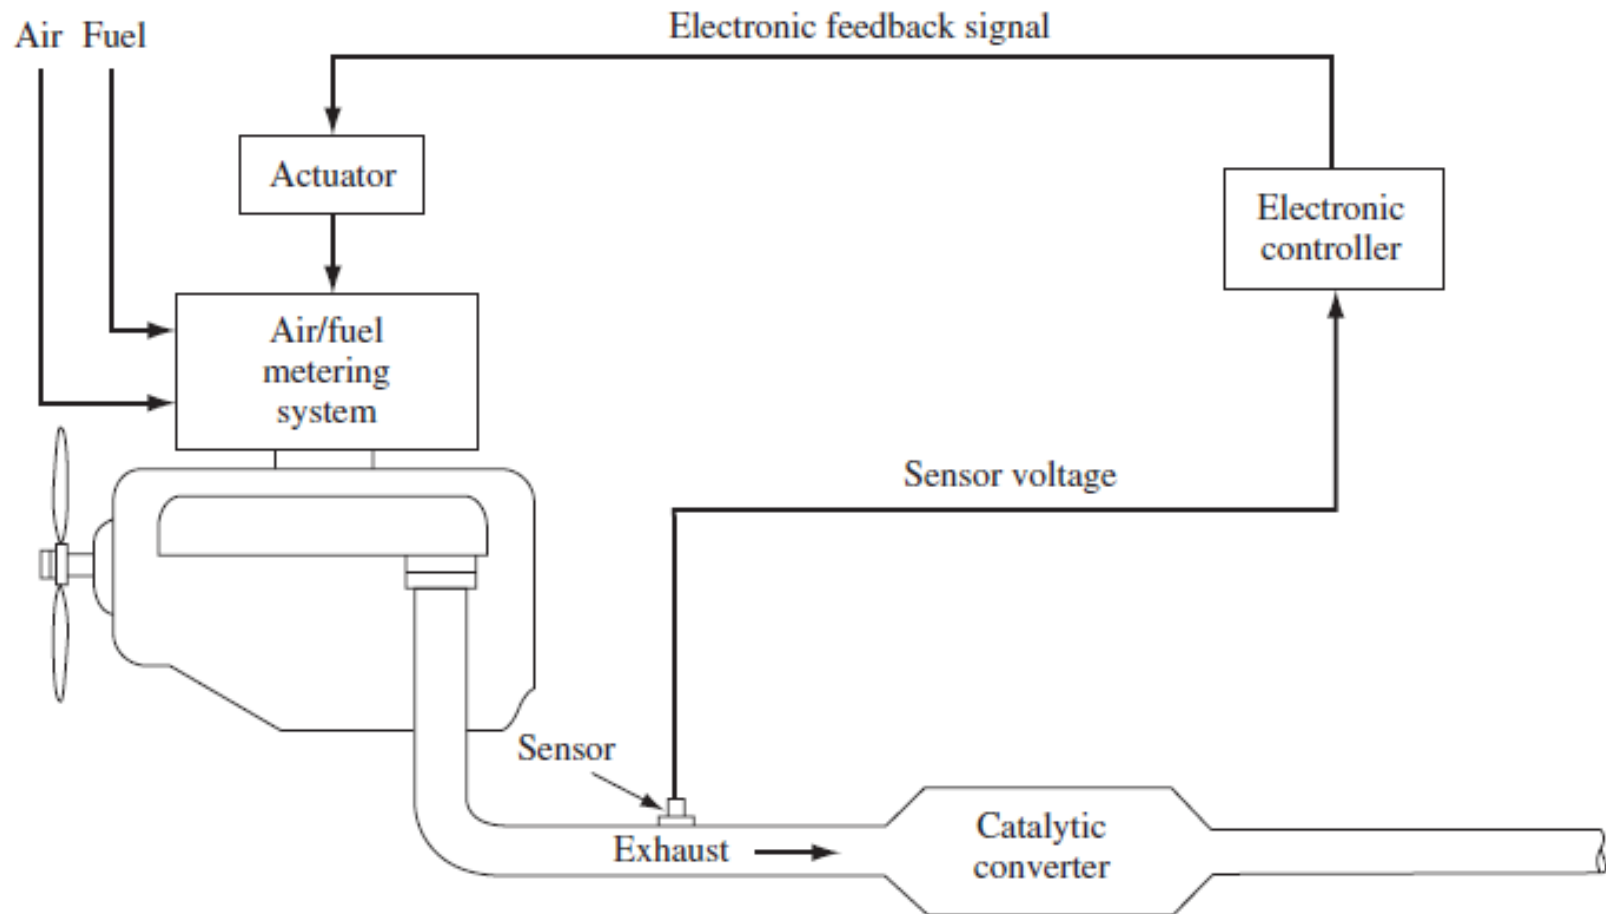 Electronic feedback signal
Air Fuel
Actuator
Electronic
controller
Air/fuel
metering
system
Sensor voltage
Sensor
Exhaust
Catalytic
converter